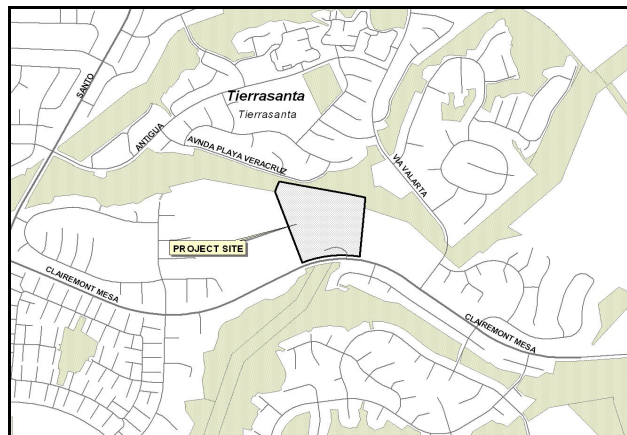 SANTO
Tierrasanta
Tierrasanta
ANTIGUA
AVNDA PLAYA VERACRUZ
VIA VALARTA
PROJECT SITE
CLAIREMONT MESA
CLAIREMONT MESA